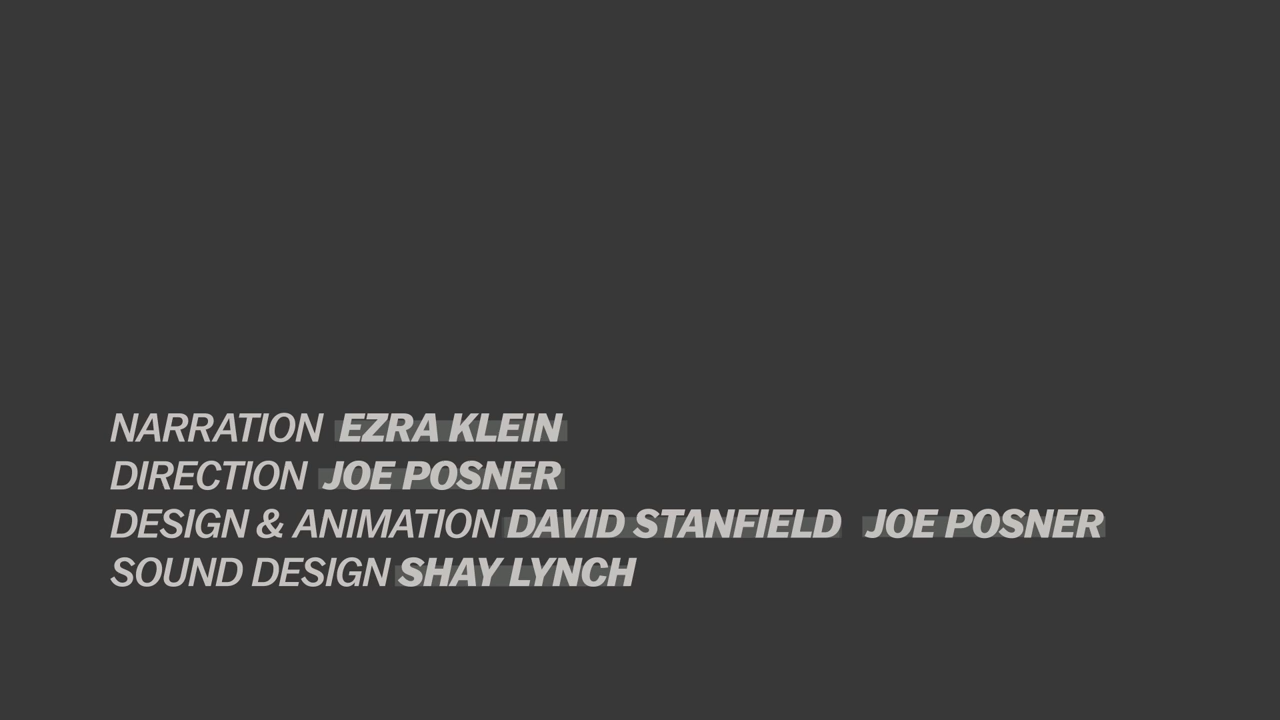 NARRATION EZRA KLEIN
DIRECTION JOE POSNER
DESIGN & ANIMATION DAVID STANFIELD JOE POSNER
SOUND DESIGN SHAY LYNCH